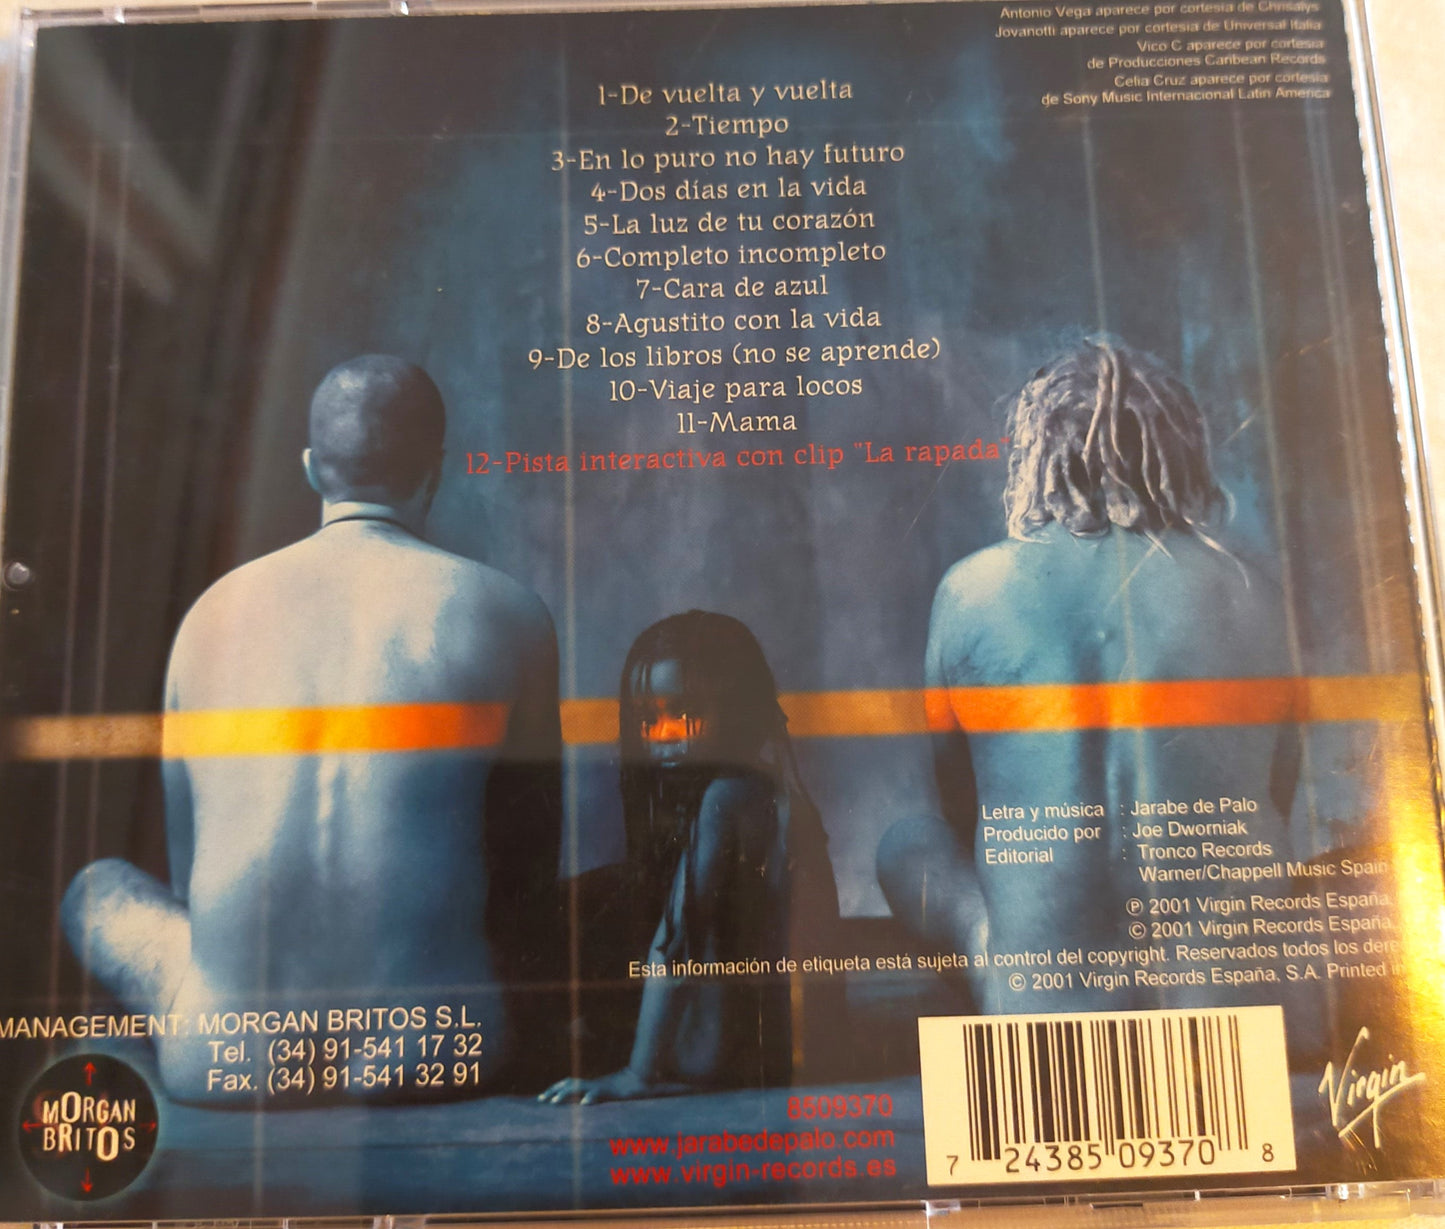 Antonio Vega aparece por cortesia de Chrisalys
Jovanotti aparece por cortesia de Universal Italia
Vico C aparece por cortesia
de Producciones Caribean Records
Celia Cruz aparece por cortesia
de Sony Music Internacional Latin America
1-De vuelta y vuelta
2-Tiempo
3-En lo puro no hay futuro
4-Dos días en la vida
5-La luz de tu corazón
6-Completo incompleto
7-Cara de azul
8-Agustito con la vida
9-De los libros (no se aprende)
10-Viaje para locos
11-Mama
12-Pista interactiva con clip "La rapada"
Letra y música : Jarabe de Palo
Producido por : Joe Dworniak
Editorial : Tronco Records
Warner/Chappell Music Spain
℗ 2001 Virgin Records España,
© 2001 Virgin Records España,
Esta información de etiqueta está sujeta al control del copyright. Reservados todos los dere
© 2001 Virgin Records España, S.A. Printed in
MANAGEMENT: MORGAN BRITOS S.L.
Tel. (34) 91-541 17 32
Fax. (34) 91-541 32 91
MORGAN
BRITOS
8509370
www.jarabedepalo.com
www.virgin-records.es
7 24385 09370 8
Virgin